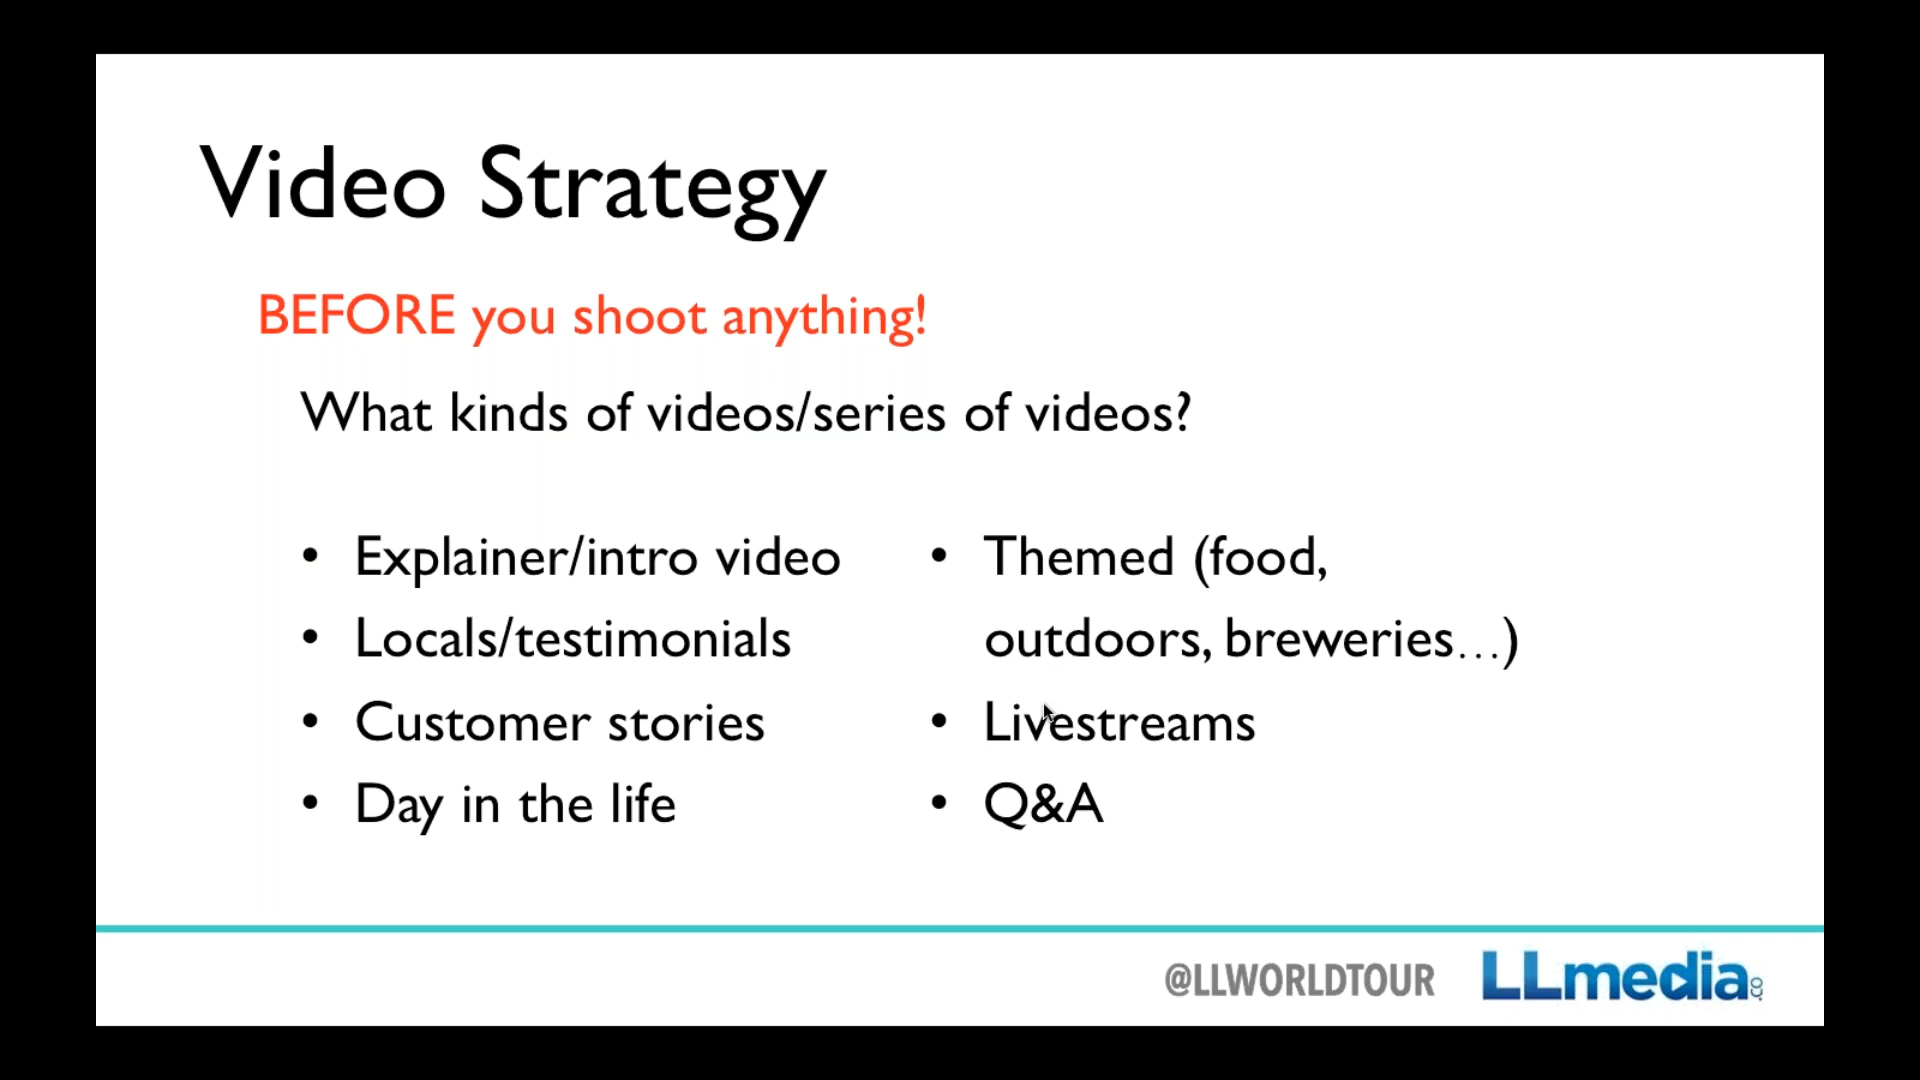 Video Strategy
BEFORE you shoot anything!
What kinds of videos/series of videos?
• Explainer/intro video
• Locals/testimonials
• Customer stories
• Day in the life
• Themed (food,
outdoors, breweries…)
• Livestreams
• Q&A
@LLWORLDTOUR
LLmedia.co